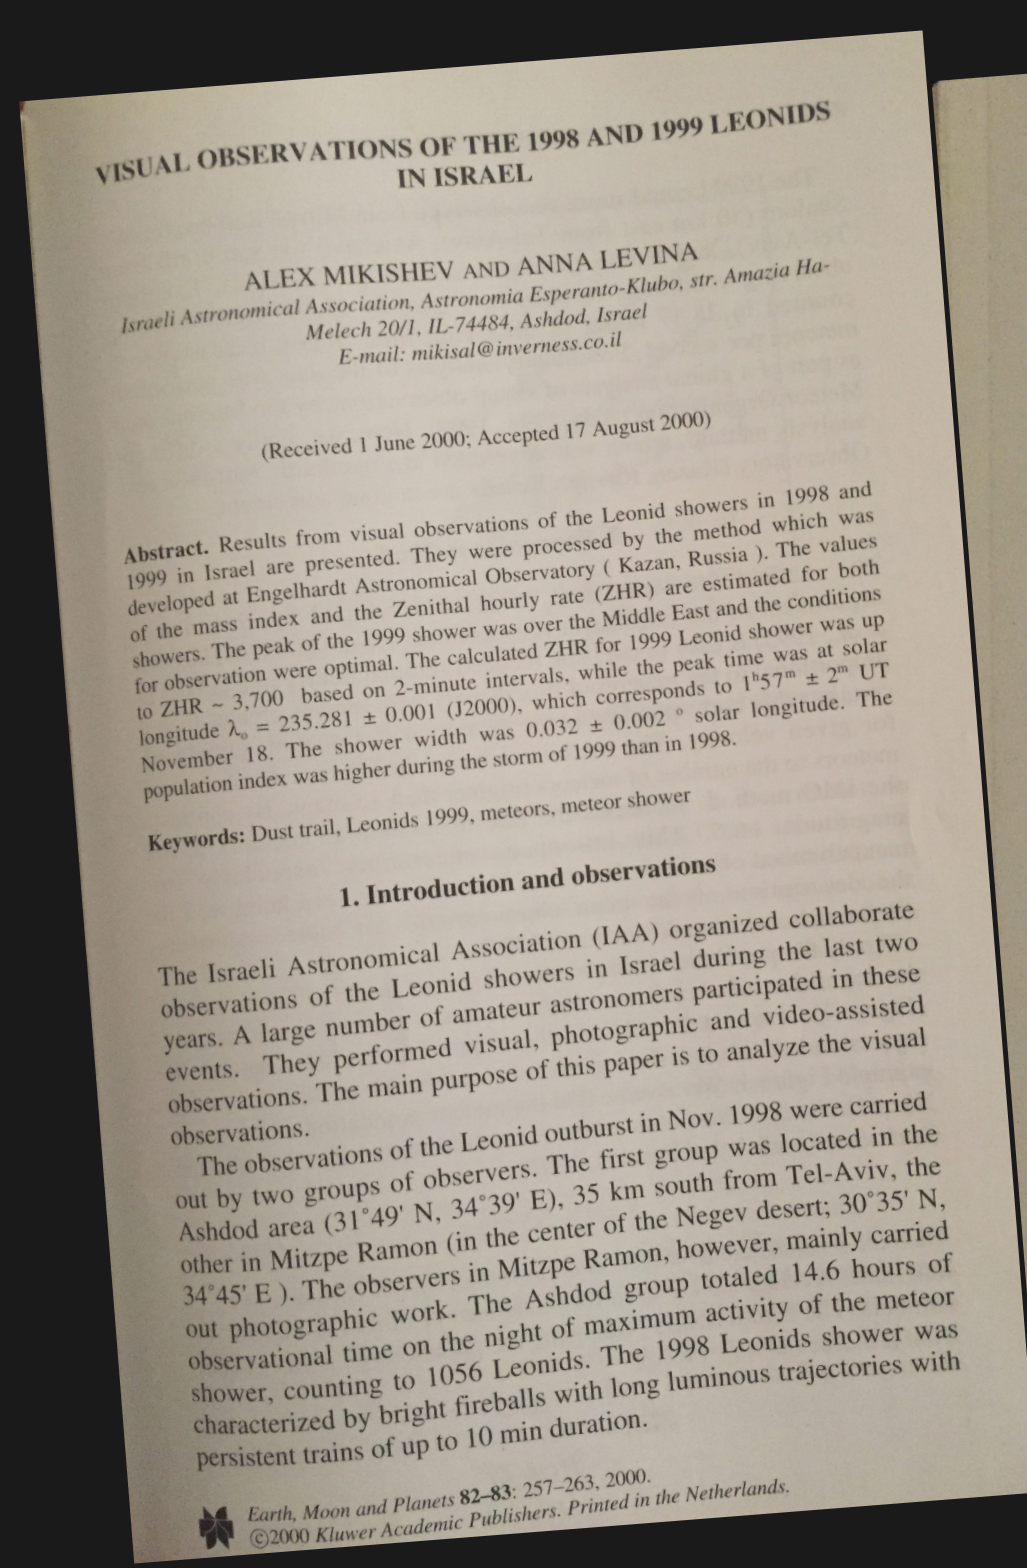 VISUAL OBSERVATIONS OF THE 1998 AND 1999 LEONIDS
IN ISRAEL
ALEX MIKISHEV AND ANNA LEVINA
Israeli Astronomical Association, Astronomia Esperanto-Klubo, str. Amazia Ha-
Melech 20/1, IL-74484, Ashdod, Israel
E-mail: mikisal@inverness.co.il
(Received 1 June 2000; Accepted 17 August 2000)
Abstract. Results from visual observations of the Leonid showers in 1998 and
1999 in Israel are presented. They were processed by the method which was
developed at Engelhardt Astronomical Observatory ( Kazan, Russia ). The values
of the mass index and the Zenithal hourly rate (ZHR) are estimated for both
showers. The peak of the 1999 shower was over the Middle East and the conditions
for observation were optimal. The calculated ZHR for 1999 Leonid shower was up
to ZHR ~ 3,700 based on 2-minute intervals, while the peak time was at solar
longitude λₒ = 235.281 ± 0.001 (J2000), which corresponds to 1ʰ57ᵐ ± 2ᵐ UT
November 18. The shower width was 0.032 ± 0.002 ° solar longitude. The
population index was higher during the storm of 1999 than in 1998.
Keywords: Dust trail, Leonids 1999, meteors, meteor shower
1. Introduction and observations
The Israeli Astronomical Association (IAA) organized collaborate
observations of the Leonid showers in Israel during the last two
years. A large number of amateur astronomers participated in these
events. They performed visual, photographic and video-assisted
observations. The main purpose of this paper is to analyze the visual
observations.
The observations of the Leonid outburst in Nov. 1998 were carried
out by two groups of observers. The first group was located in the
Ashdod area (31°49' N, 34°39' E), 35 km south from Tel-Aviv, the
other in Mitzpe Ramon (in the center of the Negev desert; 30°35' N,
34°45' E ). The observers in Mitzpe Ramon, however, mainly carried
out photographic work. The Ashdod group totaled 14.6 hours of
observational time on the night of maximum activity of the meteor
shower, counting to 1056 Leonids. The 1998 Leonids shower was
characterized by bright fireballs with long luminous trajectories with
persistent trains of up to 10 min duration.
Earth, Moon and Planets 82–83: 257–263, 2000.
©2000 Kluwer Academic Publishers. Printed in the Netherlands.